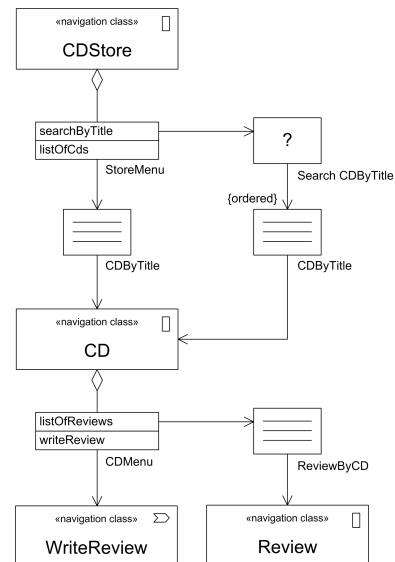 «navigation class»
CDStore
searchByTitle
listOfCds
StoreMenu
?
Search CDByTitle
{ordered}
CDByTitle
CDByTitle
«navigation class»
CD
listOfReviews
writeReview
CDMenu
ReviewByCD
«navigation class»
WriteReview
«navigation class»
Review